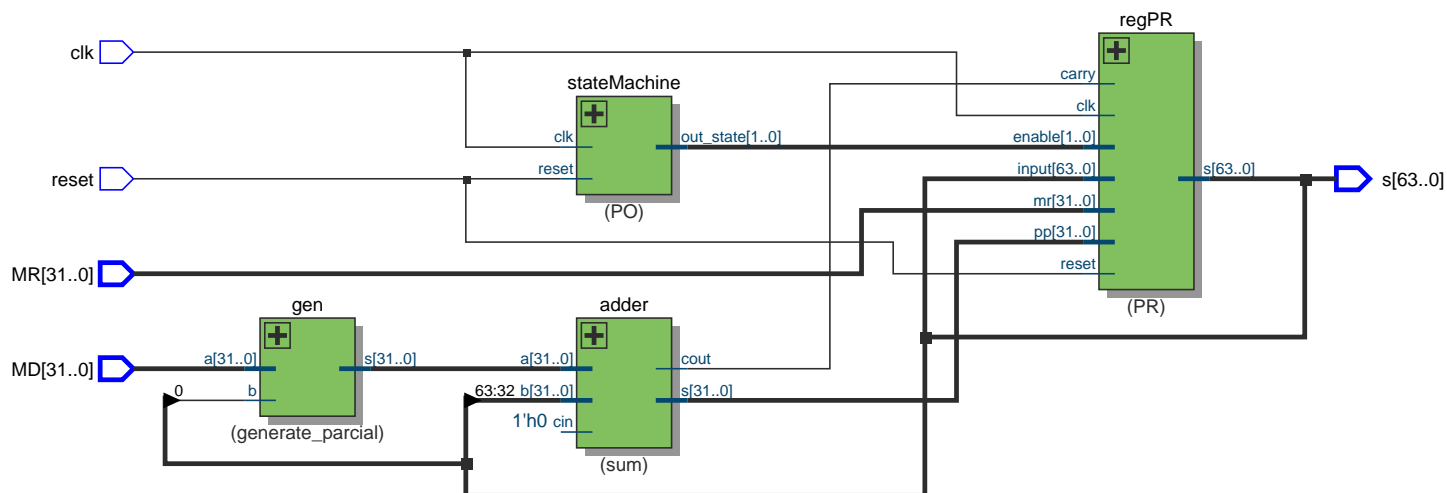 regPR
clk
carry
stateMachine
clk
clk
out_state[1..0]
enable[1..0]
reset
reset
input[63..0]
s[63..0]
s[63..0]
(PO)
mr[31..0]
pp[31..0]
MR[31..0]
reset
gen
adder
(PR)
MD[31..0]
a[31..0]
s[31..0]
a[31..0]
cout
0
b
63:32
b[31..0]
s[31..0]
1'h0
cin
(generate_parcial)
(sum)